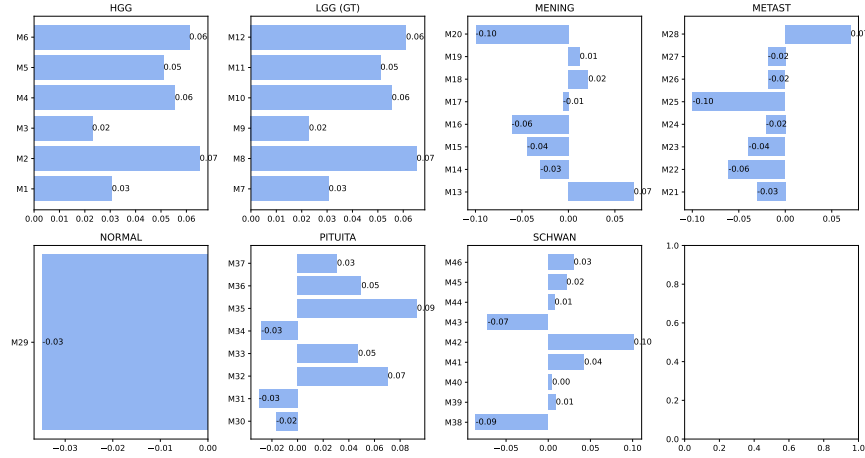 HGG
M6 0.06
M5 0.05
M4 0.06
M3 0.02
M2 0.07
M1 0.03
0.00 0.01 0.02 0.03 0.04 0.05 0.06
LGG (GT)
M12 0.06
M11 0.05
M10 0.06
M9 0.02
M8 0.07
M7 0.03
0.00 0.01 0.02 0.03 0.04 0.05 0.06
MENING
M20 -0.10
M19 0.01
M18 0.02
M17 -0.01
M16 -0.06
M15 -0.04
M14 -0.03
M13 0.07
−0.10 −0.05 0.00 0.05
METAST
M28
M27 -0.02
M26 -0.02
M25 -0.10
M24 -0.02
M23 -0.04
M22 -0.06
M21 -0.03
−0.10 −0.05 0.00 0.05
NORMAL
M29 -0.03
−0.03 −0.02 −0.01 0.00
PITUITA
M37 0.03
M36 0.05
M35 0.09
M34 -0.03
M33 0.05
M32 0.07
M31 -0.03
M30 -0.02
−0.02 0.00 0.02 0.04 0.06 0.08
SCHWAN
M46 0.03
M45 0.02
M44 0.01
M43 -0.07
M42 0.10
M41 0.04
M40 0.00
M39 0.01
M38 -0.09
−0.05 0.00 0.05 0.10
1.0
0.8
0.6
0.4
0.2
0.0
0.0 0.2 0.4 0.6 0.8 1.0